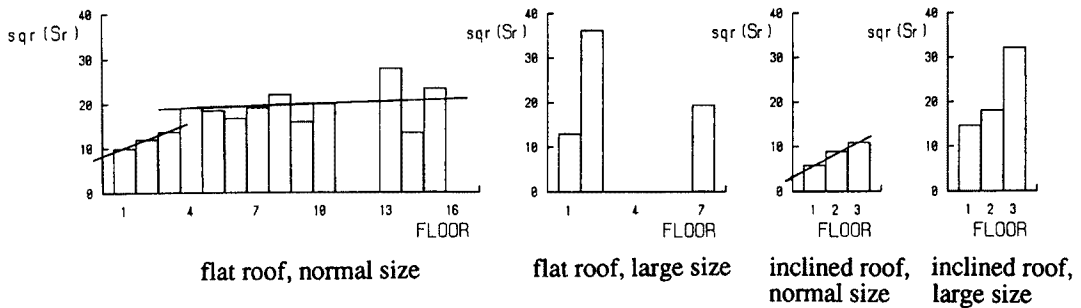 sqr (Sr)
40
30
20
10
0
1 4 7 10 13 16
FLOOR
flat roof, normal size
sqr (Sr)
40
30
20
10
0
1 4 7
FLOOR
flat roof, large size
sqr (Sr)
40
30
20
10
0
1 2 3
FLOOR
inclined roof,
normal size
sqr (Sr)
40
30
20
10
0
1 2 3
FLOOR
inclined roof,
large size